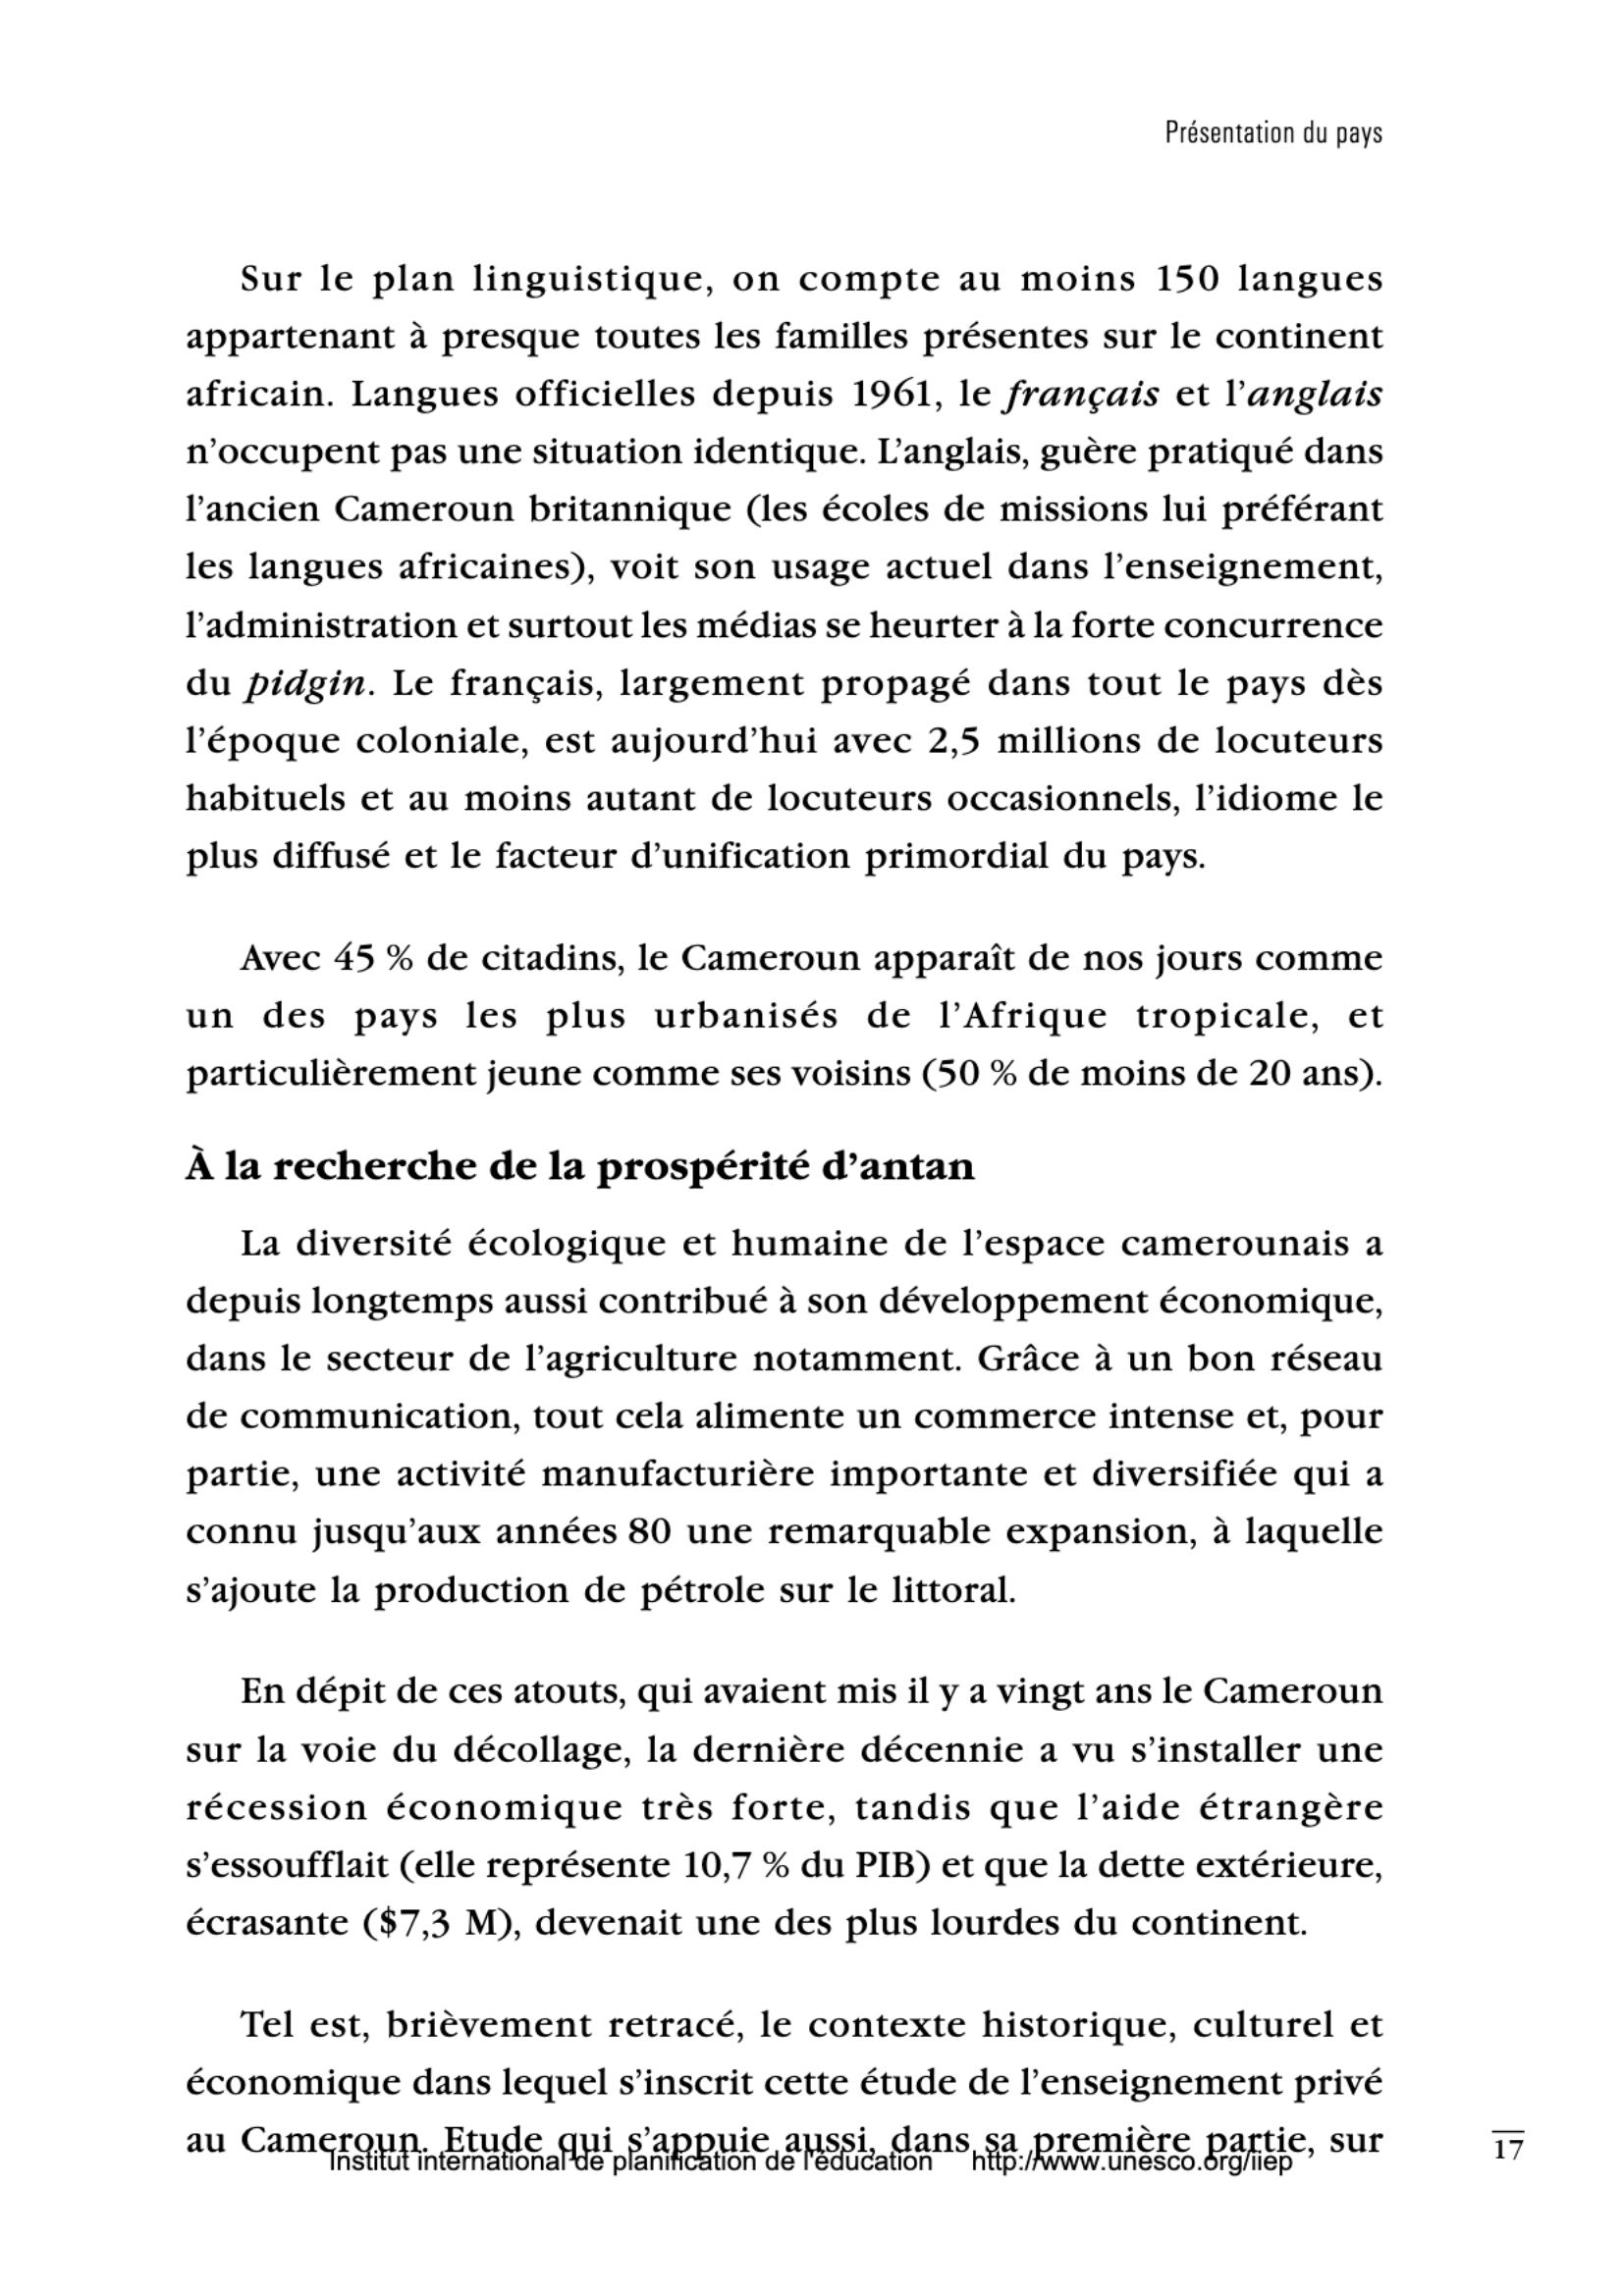 Présentation du pays
Sur le plan linguistique, on compte au moins 150 langues
appartenant à presque toutes les familles présentes sur le continent
africain. Langues officielles depuis 1961, le français et l'anglais
n'occupent pas une situation identique. L'anglais, guère pratiqué dans
l'ancien Cameroun britannique (les écoles de missions lui préférant
les langues africaines), voit son usage actuel dans l'enseignement,
l'administration et surtout les médias se heurter à la forte concurrence
du pidgin. Le français, largement propagé dans tout le pays dès
l'époque coloniale, est aujourd'hui avec 2,5 millions de locuteurs
habituels et au moins autant de locuteurs occasionnels, l'idiome le
plus diffusé et le facteur d'unification primordial du pays.
Avec 45 % de citadins, le Cameroun apparaît de nos jours comme
un des pays les plus urbanisés de l'Afrique tropicale, et
particulièrement jeune comme ses voisins (50 % de moins de 20 ans).
À la recherche de la prospérité d'antan
La diversité écologique et humaine de l'espace camerounais a
depuis longtemps aussi contribué à son développement économique,
dans le secteur de l'agriculture notamment. Grâce à un bon réseau
de communication, tout cela alimente un commerce intense et, pour
partie, une activité manufacturière importante et diversifiée qui a
connu jusqu'aux années 80 une remarquable expansion, à laquelle
s'ajoute la production de pétrole sur le littoral.
En dépit de ces atouts, qui avaient mis il y a vingt ans le Cameroun
sur la voie du décollage, la dernière décennie a vu s'installer une
récession économique très forte, tandis que l'aide étrangère
s'essoufflait (elle représente 10,7 % du PIB) et que la dette extérieure,
écrasante ($7,3 M), devenait une des plus lourdes du continent.
Tel est, brièvement retracé, le contexte historique, culturel et
économique dans lequel s'inscrit cette étude de l'enseignement privé
au Cameroun. Etude qui s'appuie aussi, dans sa première partie, sur
17
Institut international de planification de l'éducation http://www.unesco.org/iiep